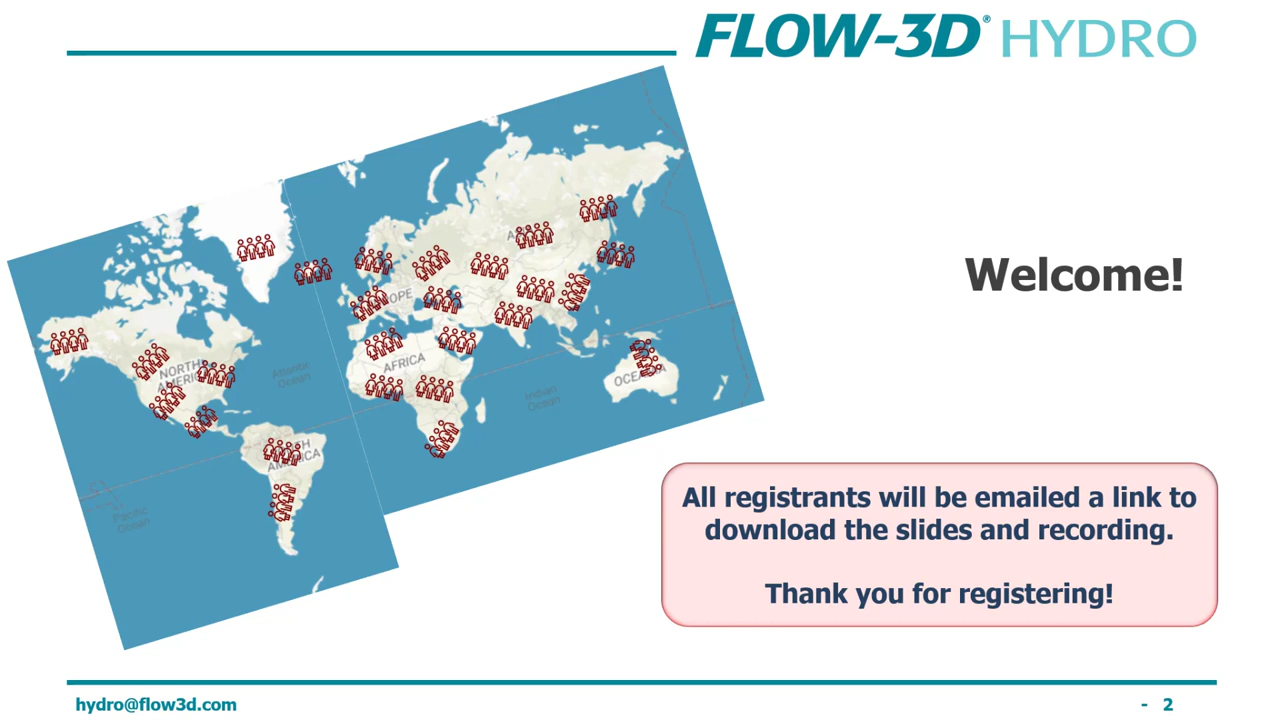 FLOW-3D® HYDRO
Welcome!
NORTH
AMERICA
Atlantic
Ocean
EUROPE
AFRICA
Indian
Ocean
OCEANIA
SOUTH
AMERICA
Pacific
Ocean
All registrants will be emailed a link to
download the slides and recording.
Thank you for registering!
hydro@flow3d.com
- 2